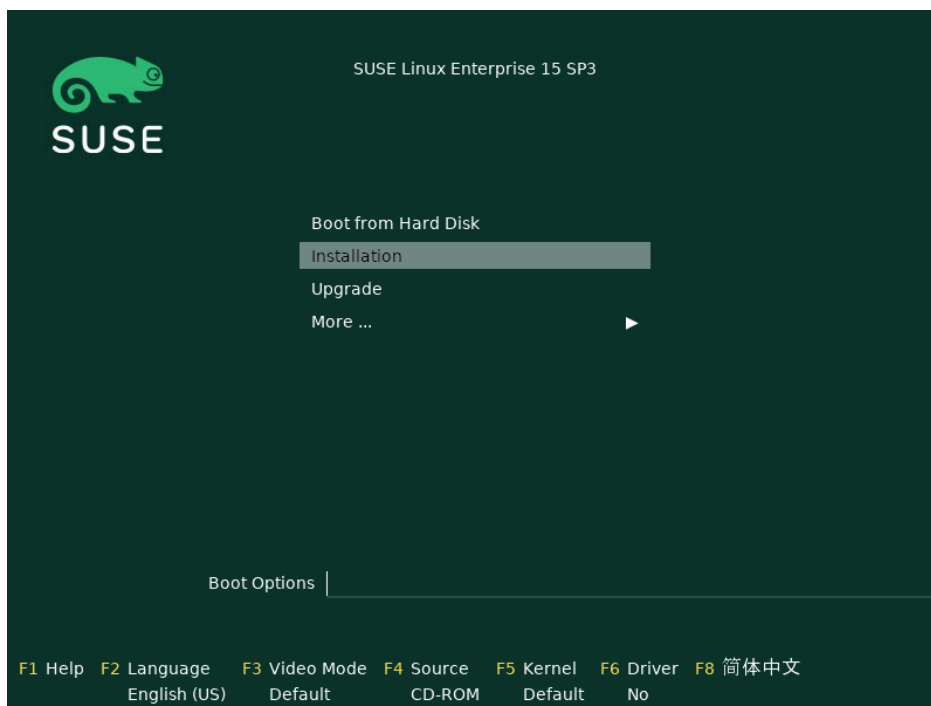 SUSE Linux Enterprise 15 SP3
SUSE
Boot from Hard Disk
Installation
Upgrade
More ...
Boot Options
F1 Help F2 Language F3 Video Mode F4 Source F5 Kernel F6 Driver F8 简体中文
English (US) Default CD-ROM Default No